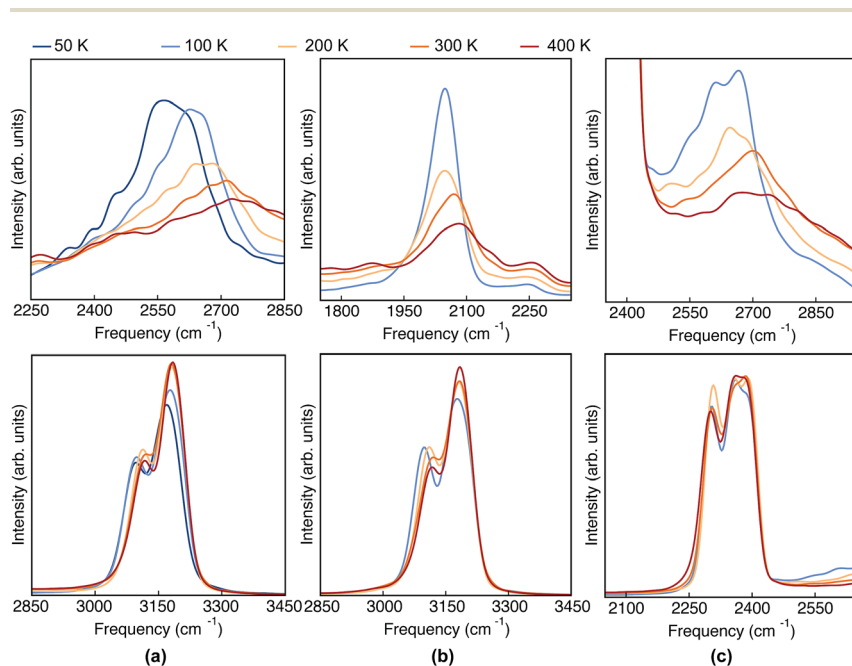 50 K 100 K 200 K 300 K 400 K
Intensity (arb. units) Intensity (arb. units) Intensity (arb. units)
2250 2400 2550 2700 2850 1800 1950 2100 2250 2400 2550 2700 2850
Frequency (cm -1) Frequency (cm -1) Frequency (cm -1)
Intensity (arb. units) Intensity (arb. units) Intensity (arb. units)
2850 3000 3150 3300 3450 2850 3000 3150 3300 3450 2100 2250 2400 2550
Frequency (cm -1) Frequency (cm -1) Frequency (cm -1)
(a) (b) (c)